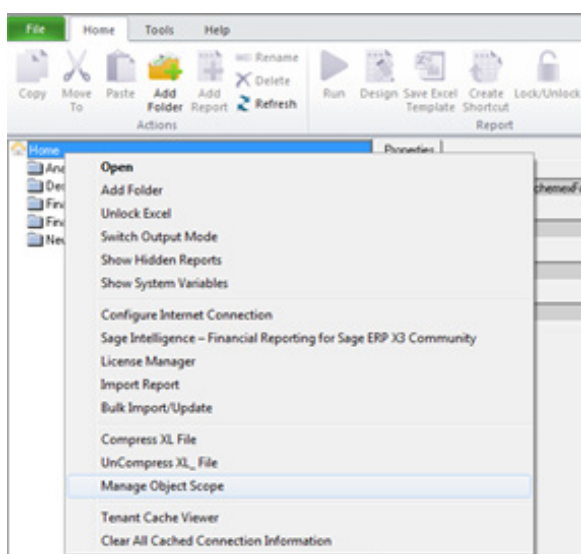 File Home Tools Help
Copy Move To Paste Add Folder Add Report Rename Delete Refresh Run Design Save Excel Template Create Shortcut Lock/Unlock
Actions Report
Home Properties
Open
Add Folder
Unlock Excel
Switch Output Mode
Show Hidden Reports
Show System Variables
Configure Internet Connection
Sage Intelligence – Financial Reporting for Sage ERP X3 Community
License Manager
Import Report
Bulk Import/Update
Compress XL File
UnCompress XL_ File
Manage Object Scope
Tenant Cache Viewer
Clear All Cached Connection Information